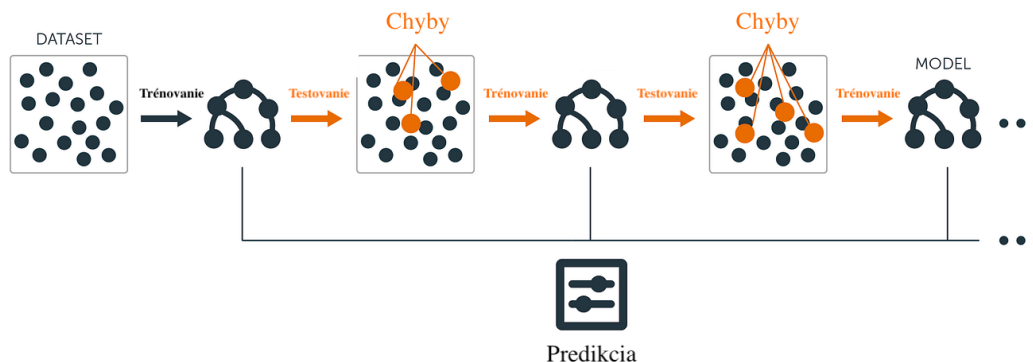 Chyby
Chyby
DATASET
MODEL
Trénovanie
Testovanie
Trénovanie
Testovanie
Trénovanie
Predikcia